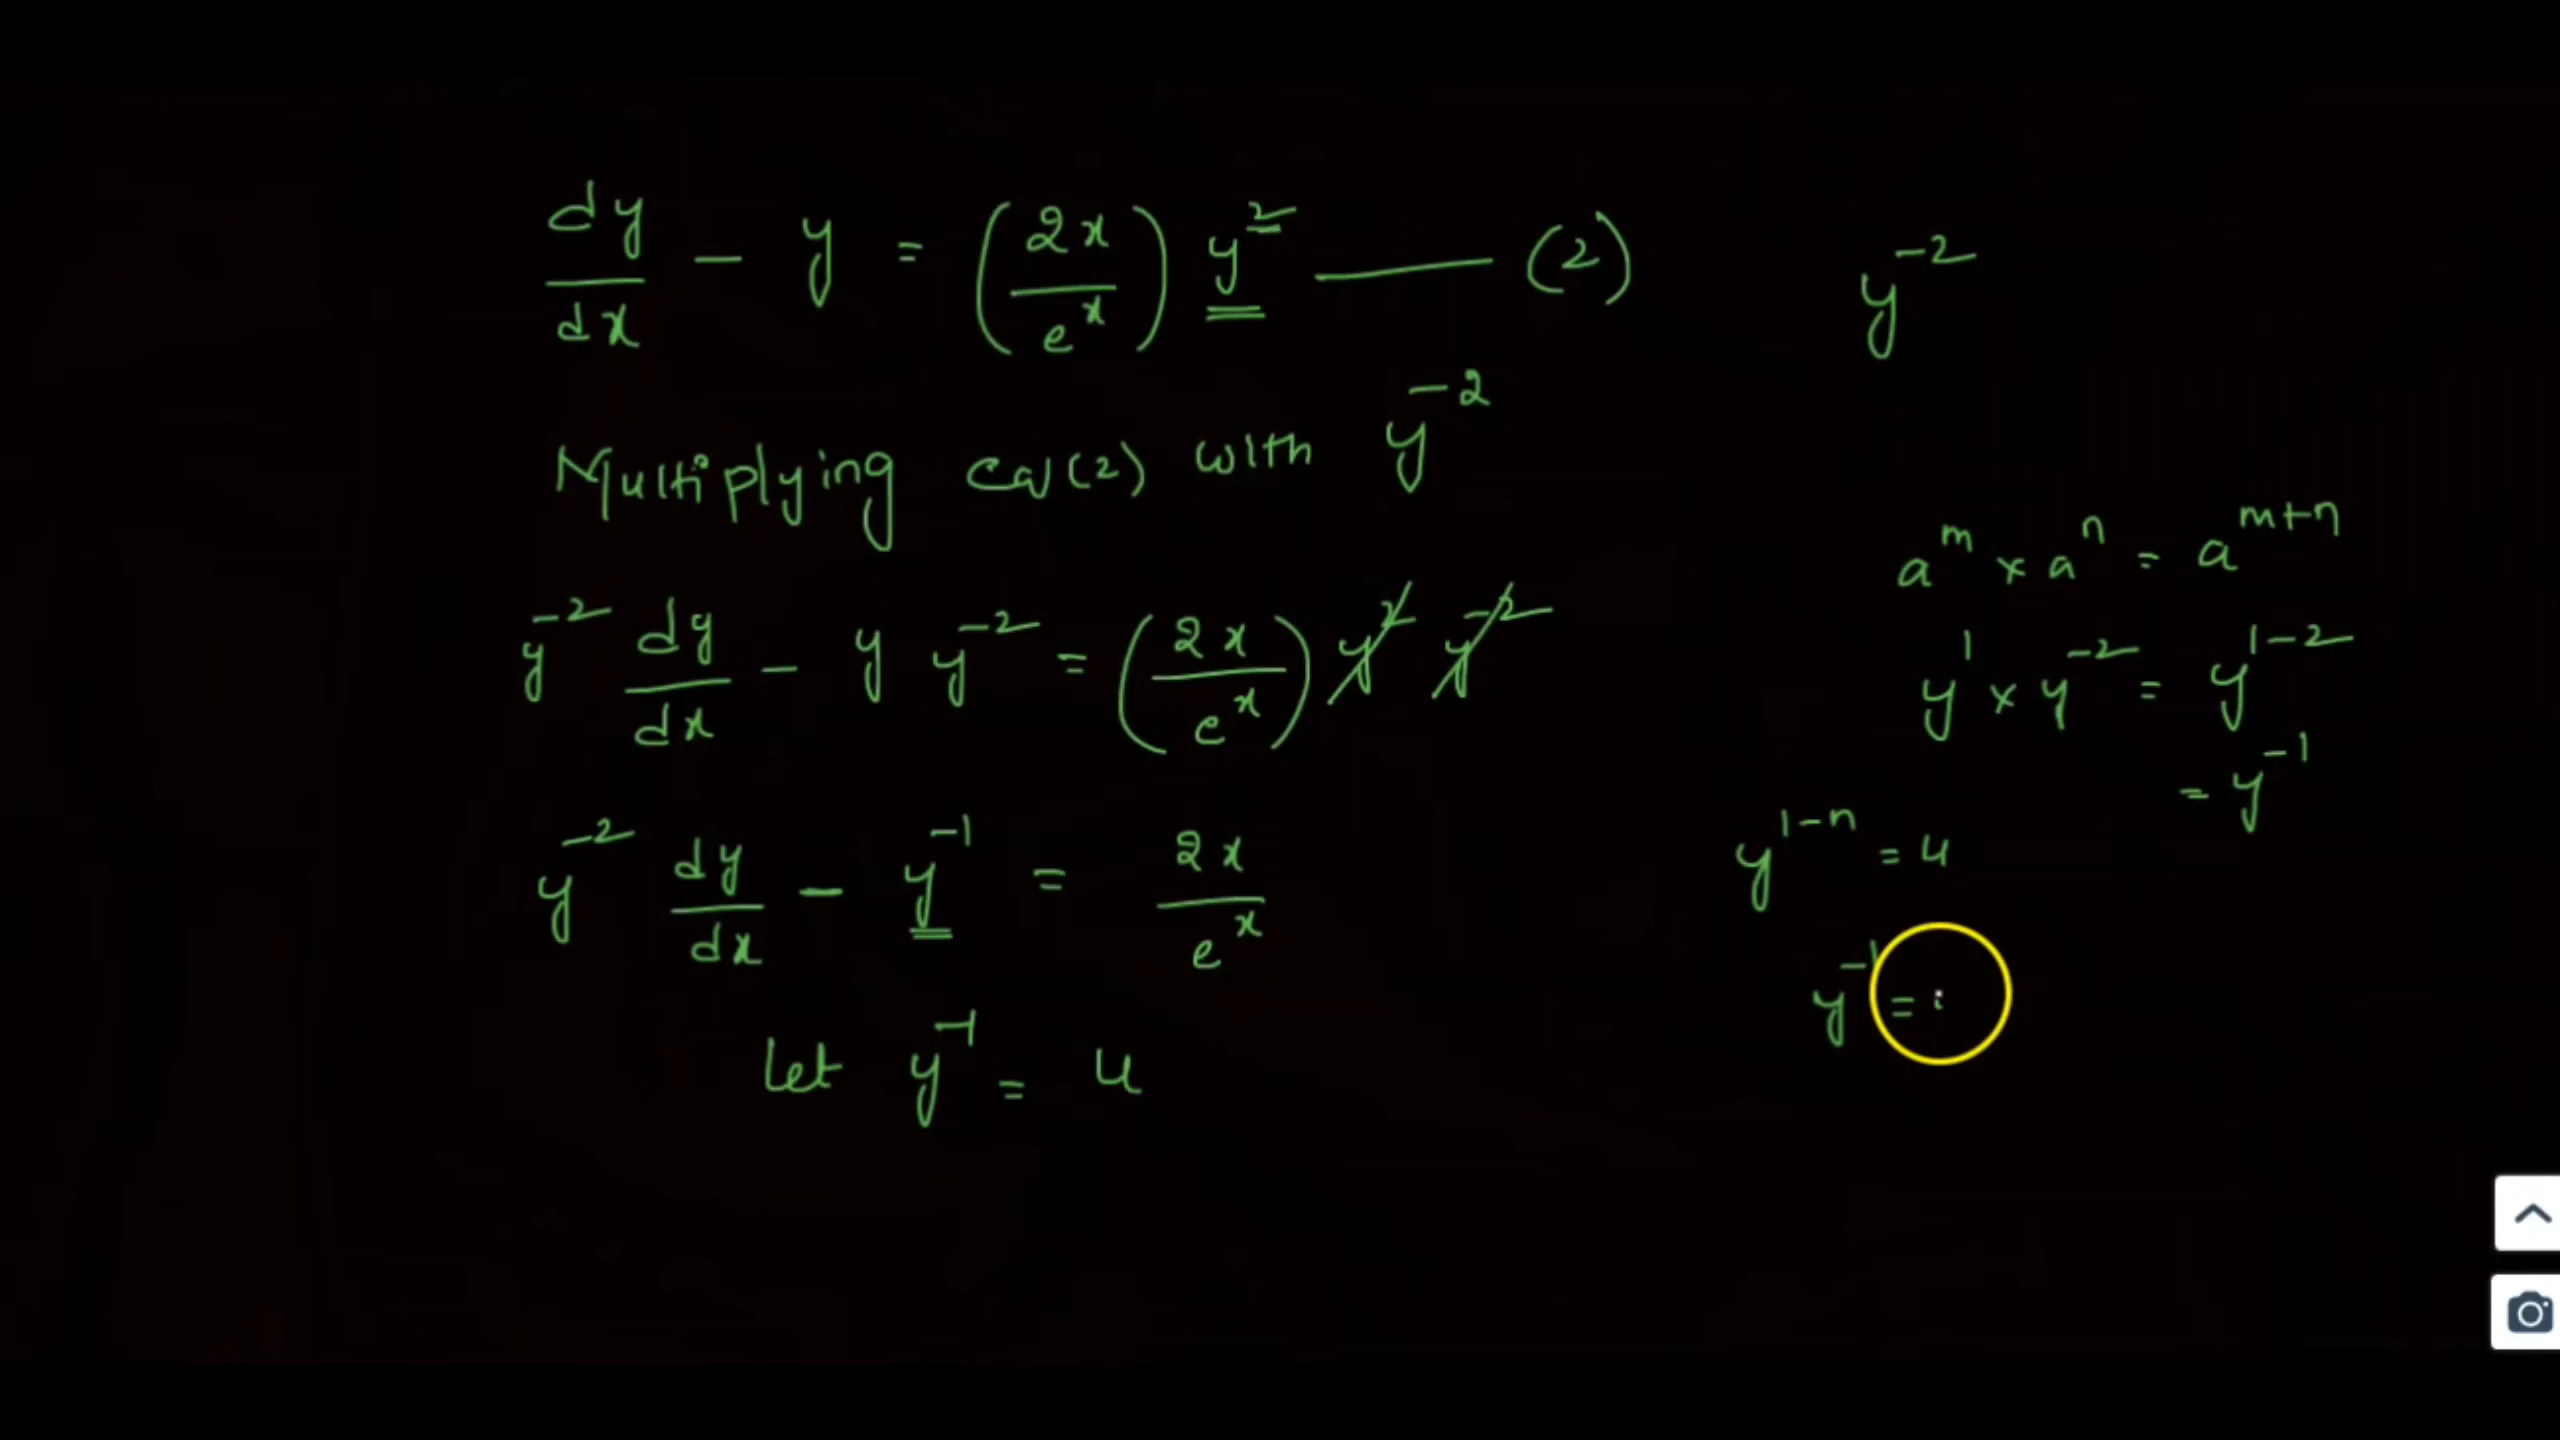 dy/dx - y = (2x/e^x) y^2 —— (2)
y^-2
Multiplying eq(2) with y^-2
a^m × a^n = a^m+n
y^-2 dy/dx - y y^-2 = (2x/e^x) y^2 y^-2
y^1 × y^-2 = y^1-2
= y^-1
y^-2 dy/dx - y^-1 = 2x/e^x
y^1-n = u
y^-1 =
let y^-1 = u